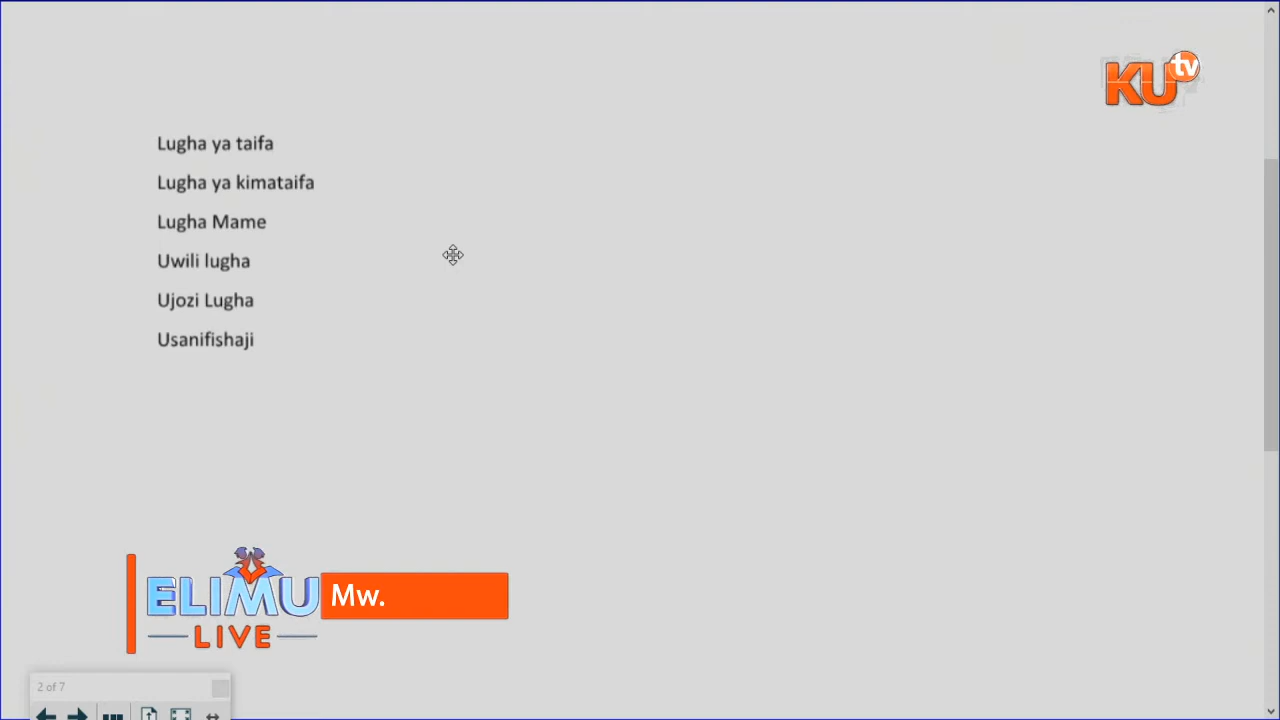 KU tv
Lugha ya taifa
Lugha ya kimataifa
Lugha Mame
Uwili lugha
Ujozi Lugha
Usanifishaji
ELIMU
LIVE
Mw.
2 of 7